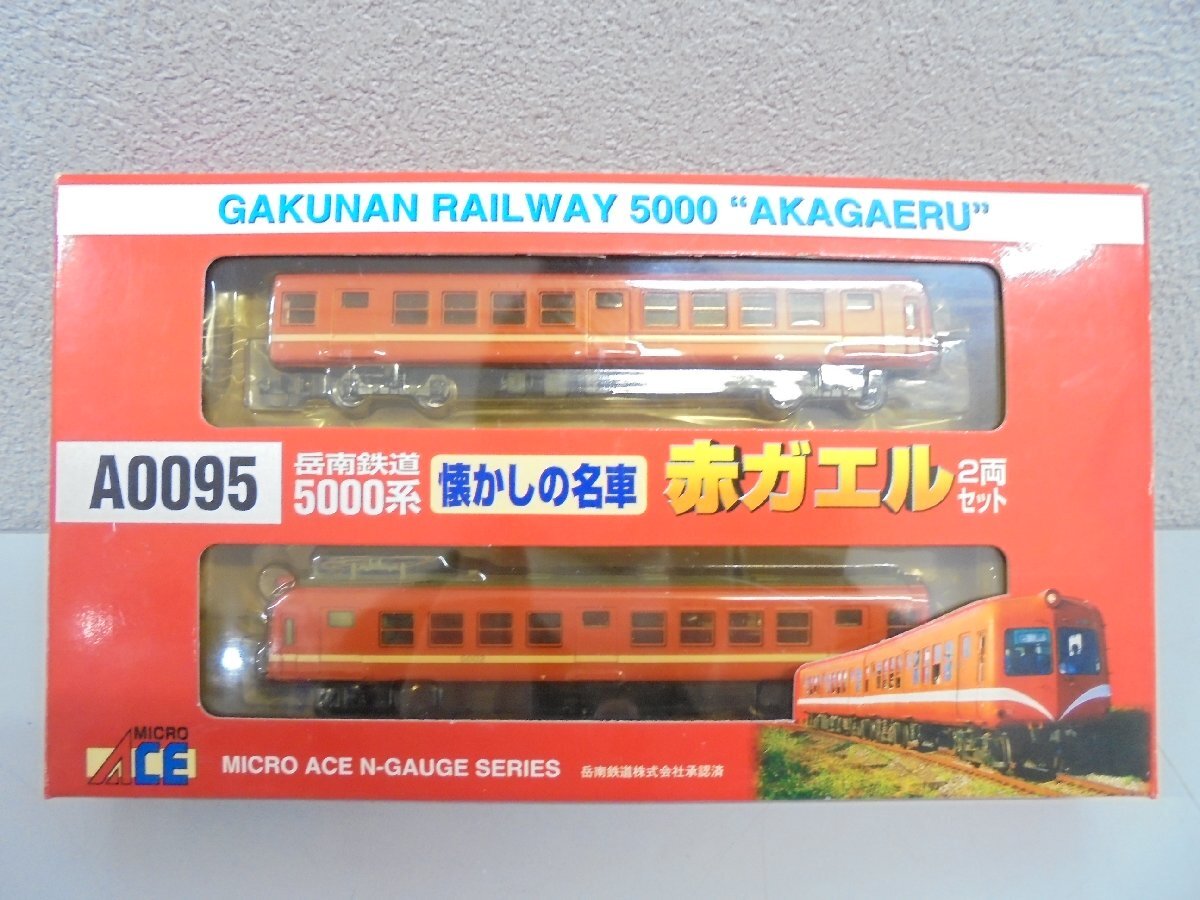 GAKUNAN RAILWAY 5000 “AKAGAERU”
A0095
岳南鉄道
5000系
懐かしの名車
赤ガエル
2両
セット
MICRO
ACE
MICRO ACE N-GAUGE SERIES
岳南鉄道株式会社承認済